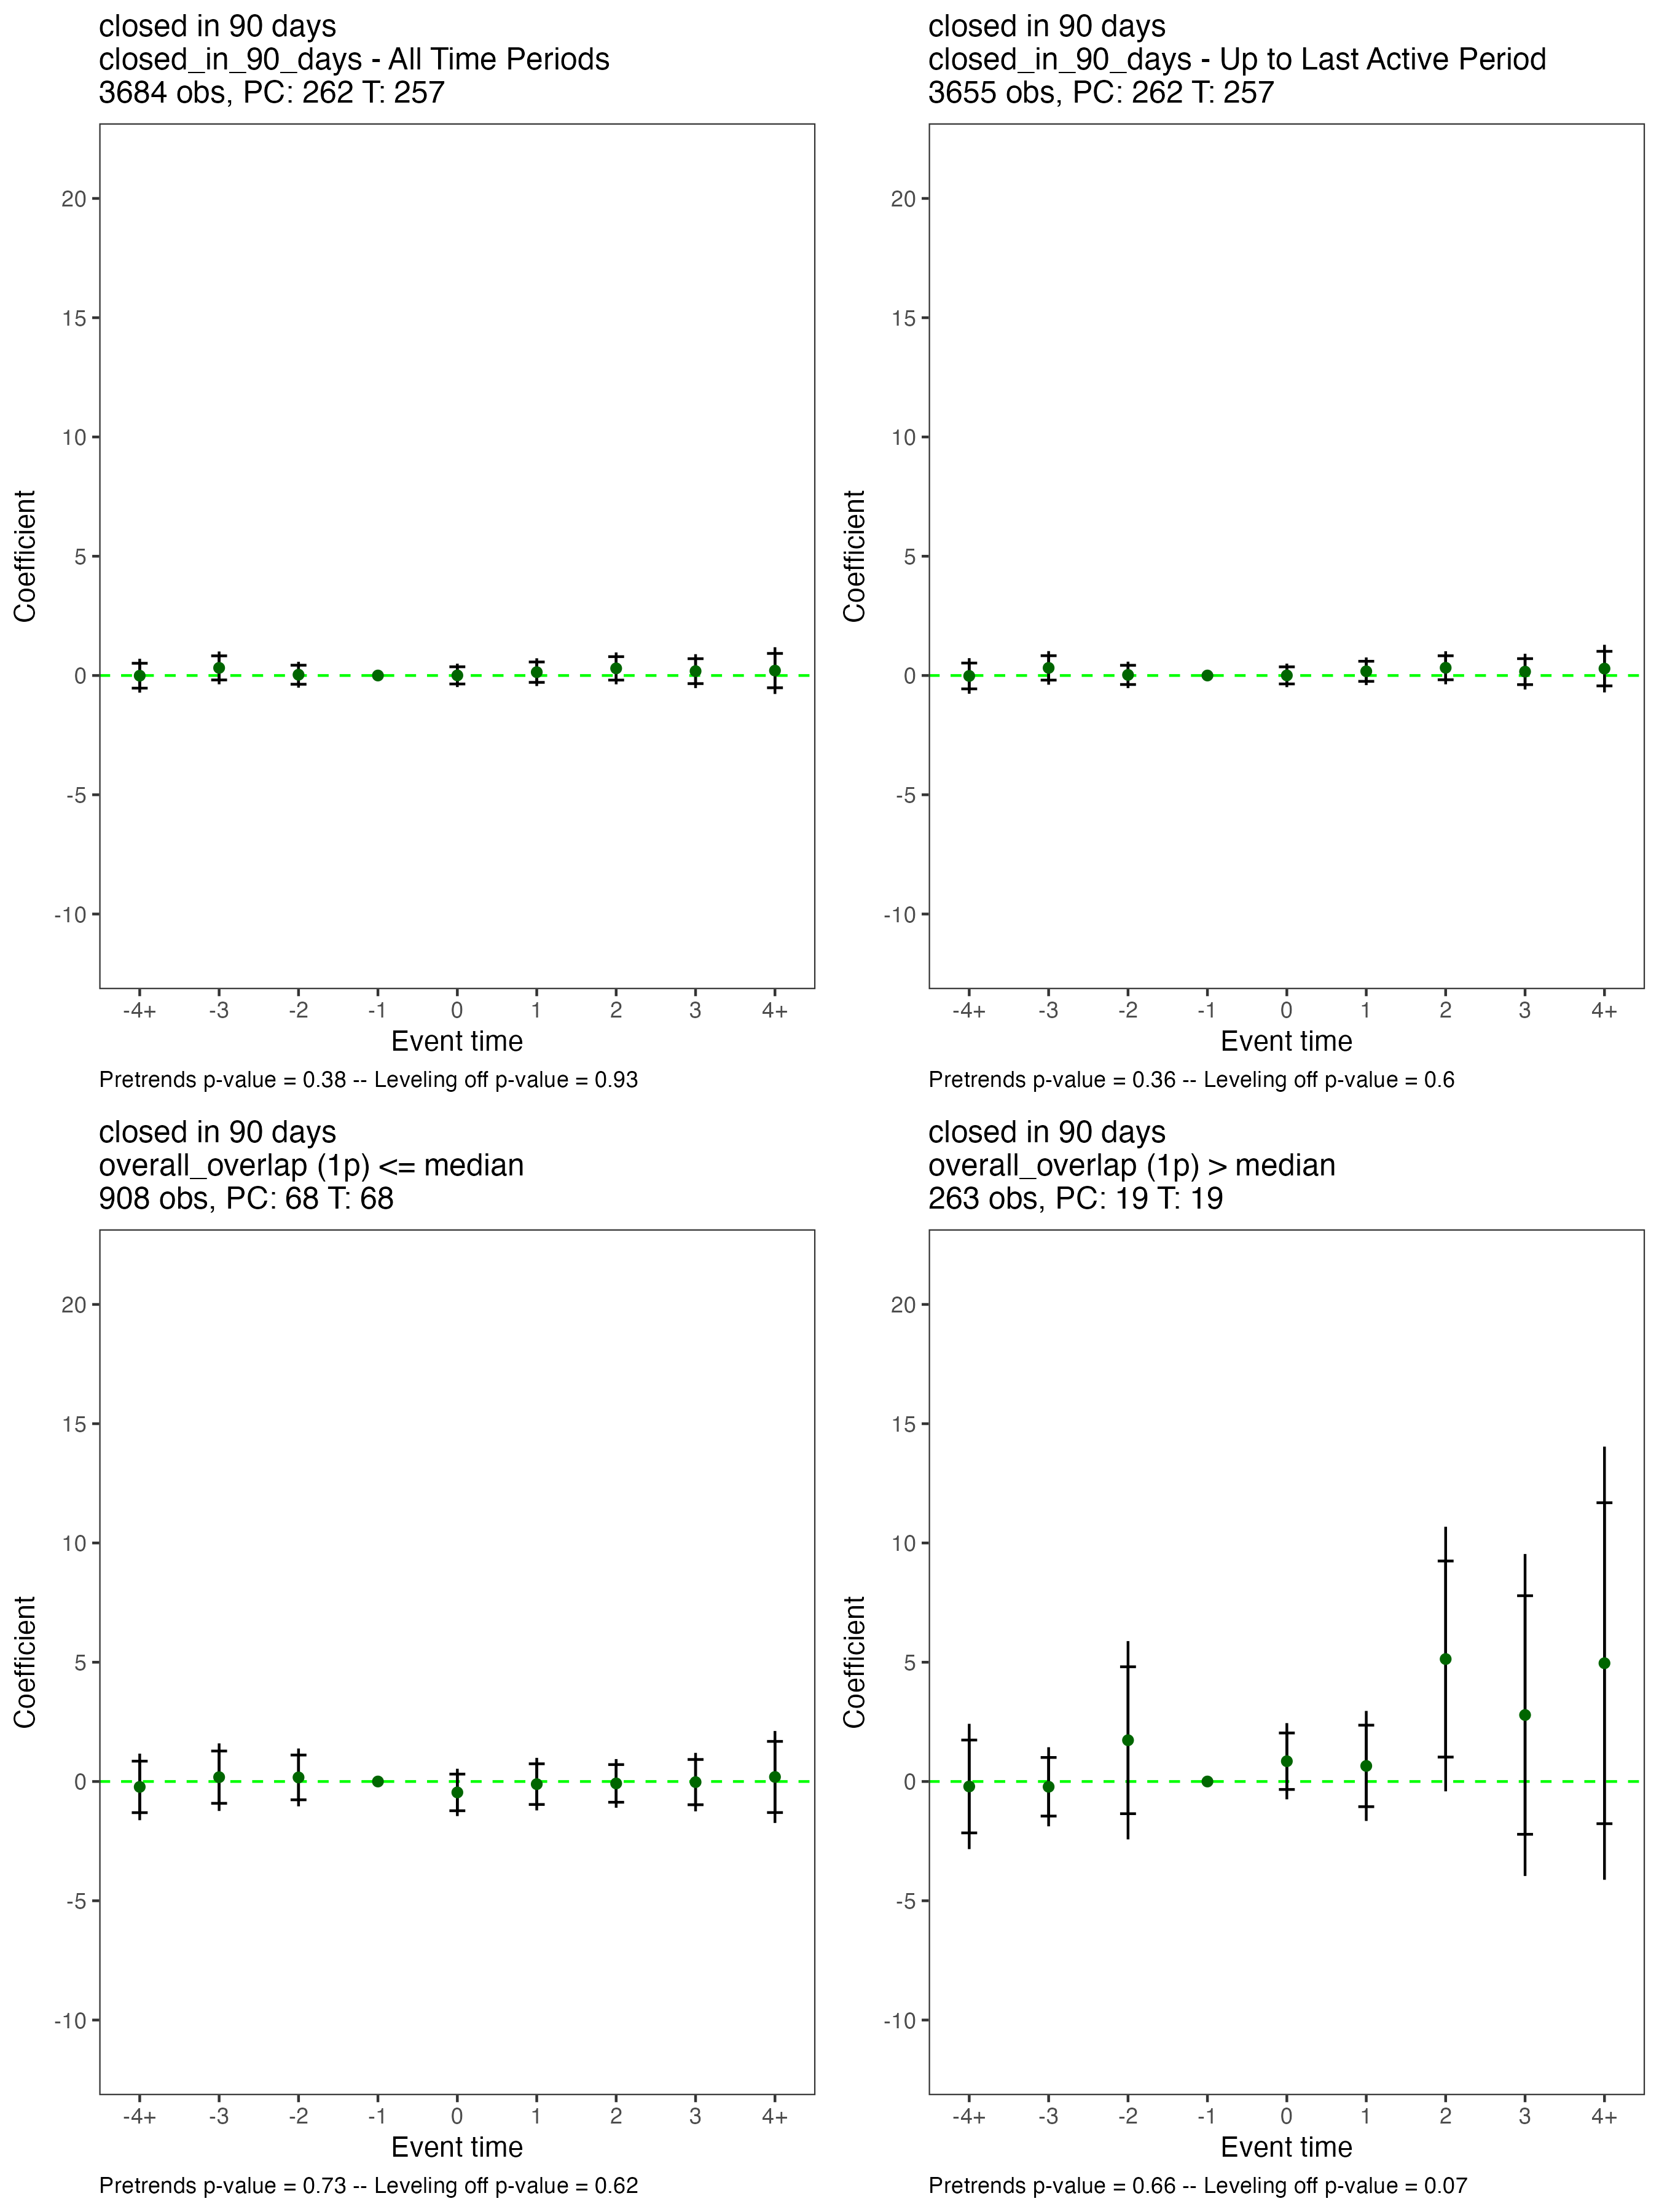 closed in 90 days
closed_in_90_days - All Time Periods
3684 obs, PC: 262 T: 257
20
15
10
5
0
-5
-10
Coefficient
-4+ -3 -2 -1 0 1 2 3 4+
Event time
Pretrends p-value = 0.38 -- Leveling off p-value = 0.93
closed in 90 days
closed_in_90_days - Up to Last Active Period
3655 obs, PC: 262 T: 257
20
15
10
5
0
-5
-10
Coefficient
-4+ -3 -2 -1 0 1 2 3 4+
Event time
Pretrends p-value = 0.36 -- Leveling off p-value = 0.6
closed in 90 days
overall_overlap (1p) <= median
908 obs, PC: 68 T: 68
20
15
10
5
0
-5
-10
Coefficient
-4+ -3 -2 -1 0 1 2 3 4+
Event time
Pretrends p-value = 0.73 -- Leveling off p-value = 0.62
closed in 90 days
overall_overlap (1p) > median
263 obs, PC: 19 T: 19
20
15
10
5
0
-5
-10
Coefficient
-4+ -3 -2 -1 0 1 2 3 4+
Event time
Pretrends p-value = 0.66 -- Leveling off p-value = 0.07